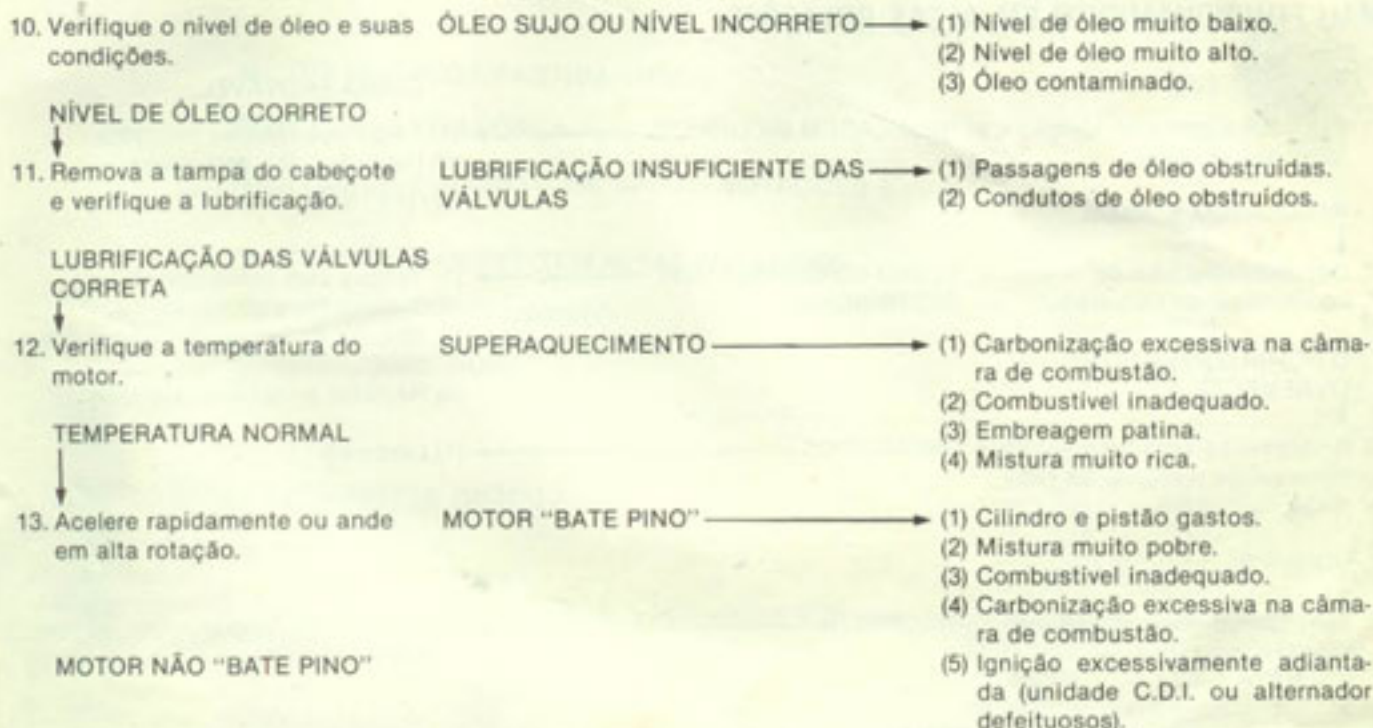 10. Verifique o nível de óleo e suas condições.
ÓLEO SUJO OU NÍVEL INCORRETO
(1) Nível de óleo muito baixo.
(2) Nível de óleo muito alto.
(3) Óleo contaminado.
NÍVEL DE ÓLEO CORRETO
11. Remova a tampa do cabeçote
e verifique a lubrificação.
LUBRIFICAÇÃO INSUFICIENTE DAS
VÁLVULAS
(1) Passagens de óleo obstruídas.
(2) Condutos de óleo obstruídos.
LUBRIFICAÇÃO DAS VÁLVULAS
CORRETA
12. Verifique a temperatura do
motor.
SUPERAQUECIMENTO
(1) Carbonização excessiva na câma-
ra de combustão.
(2) Combustível inadequado.
(3) Embreagem patina.
(4) Mistura muito rica.
TEMPERATURA NORMAL
13. Acelere rapidamente ou ande
em alta rotação.
MOTOR "BATE PINO"
(1) Cilindro e pistão gastos.
(2) Mistura muito pobre.
(3) Combustível inadequado.
(4) Carbonização excessiva na câma-
ra de combustão.
(5) Ignição excessivamente adianta-
da (unidade C.D.I. ou alternador
defeituosos).
MOTOR NÃO "BATE PINO"